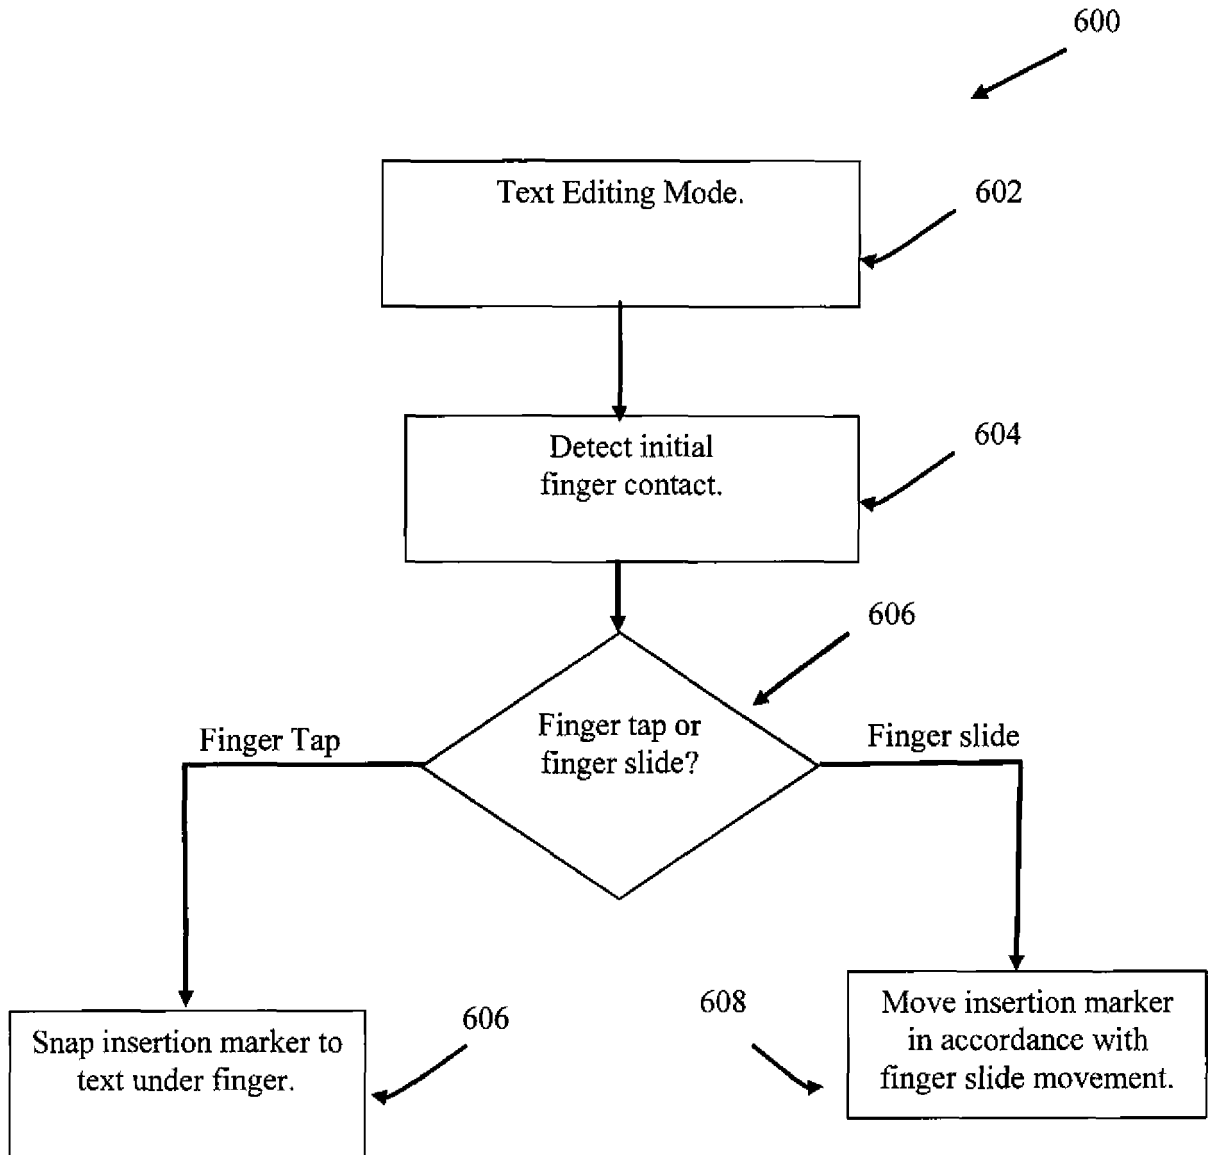 600
Text Editing Mode.
602
Detect initial
finger contact.
604
606
Finger tap or
finger slide?
Finger Tap
Finger slide
Snap insertion marker to
text under finger.
606
608
Move insertion marker
in accordance with
finger slide movement.